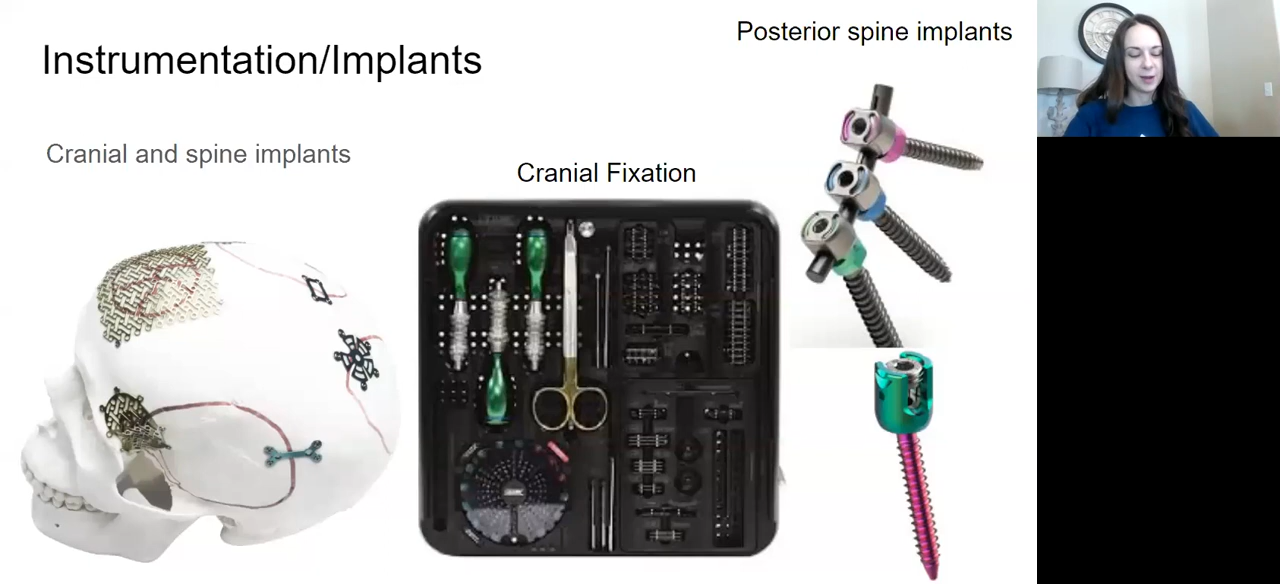 Instrumentation/Implants
Posterior spine implants
Cranial and spine implants
Cranial Fixation